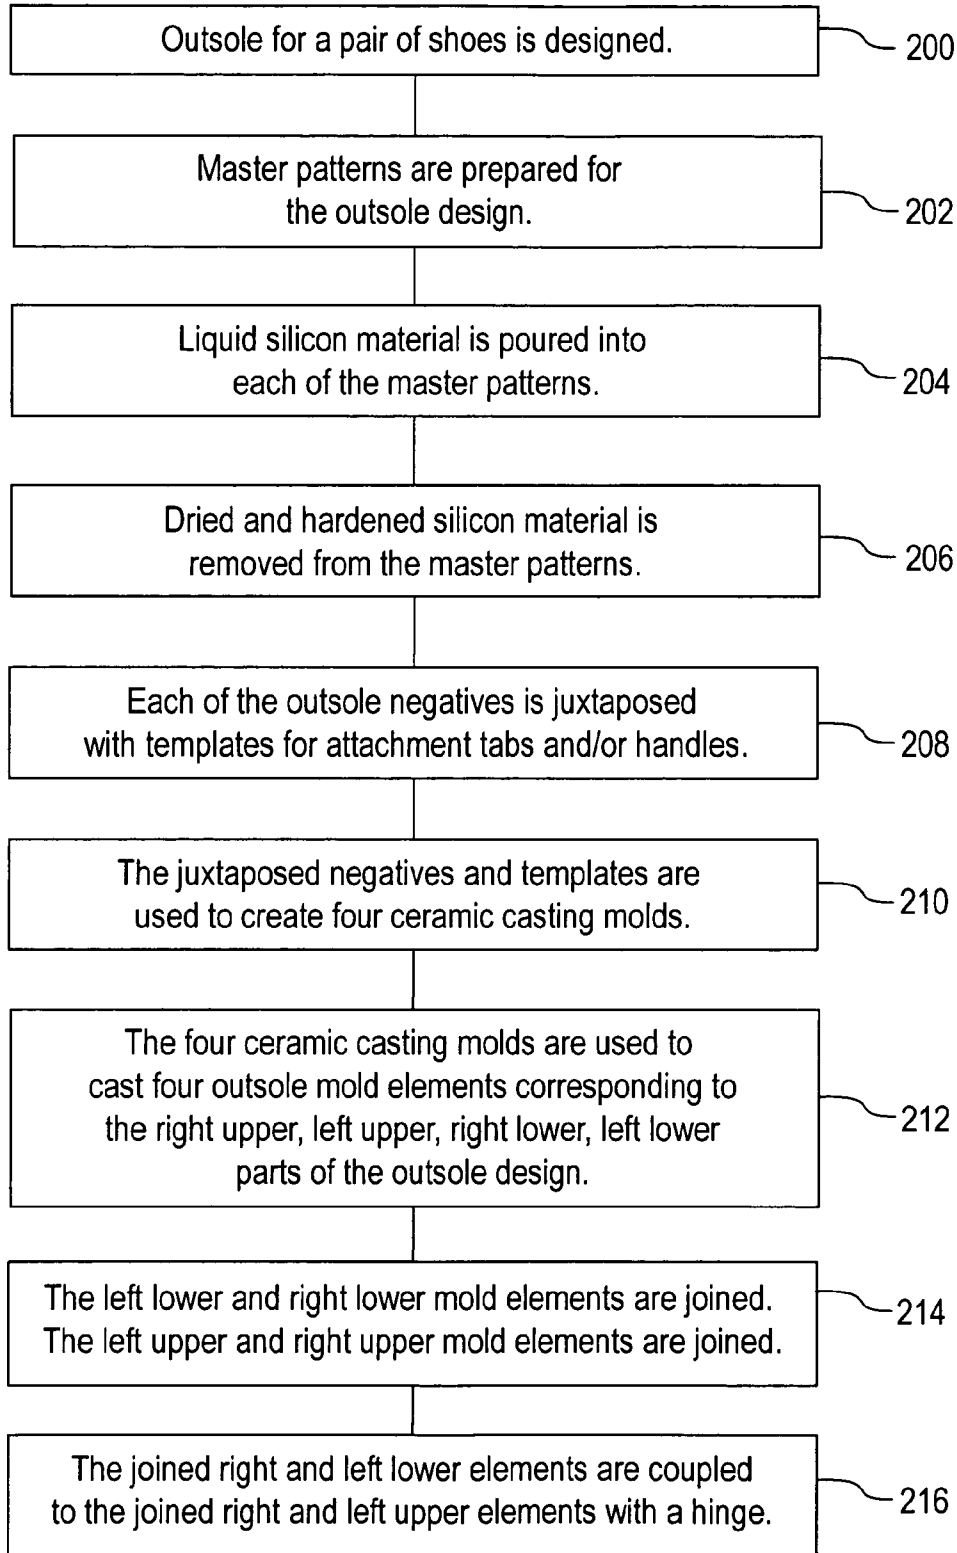 Outsole for a pair of shoes is designed.
200
Master patterns are prepared for
the outsole design.
202
Liquid silicon material is poured into
each of the master patterns.
204
Dried and hardened silicon material is
removed from the master patterns.
206
Each of the outsole negatives is juxtaposed
with templates for attachment tabs and/or handles.
208
The juxtaposed negatives and templates are
used to create four ceramic casting molds.
210
The four ceramic casting molds are used to
cast four outsole mold elements corresponding to
the right upper, left upper, right lower, left lower
parts of the outsole design.
212
The left lower and right lower mold elements are joined.
The left upper and right upper mold elements are joined.
214
The joined right and left lower elements are coupled
to the joined right and left upper elements with a hinge.
216